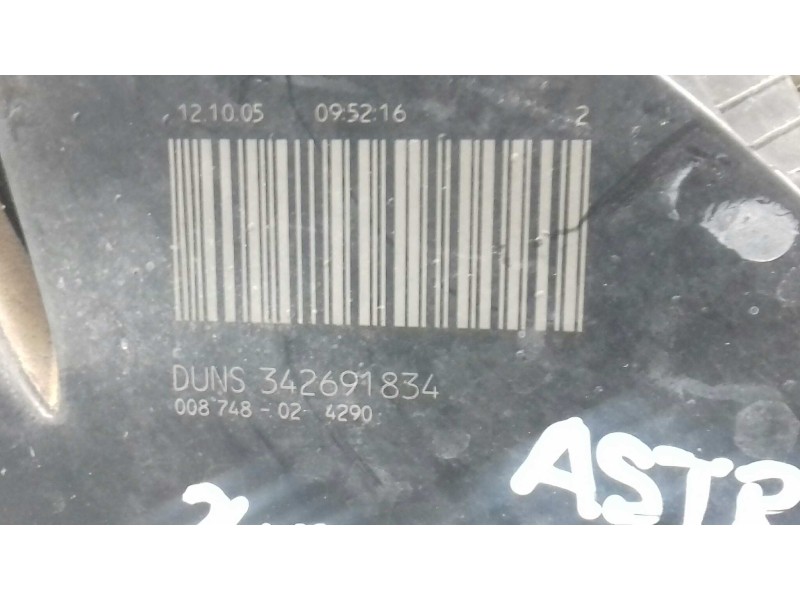 12.10.05 09:52:16 2
DUNS 342691834
008 748 - 02 4290
ASTR